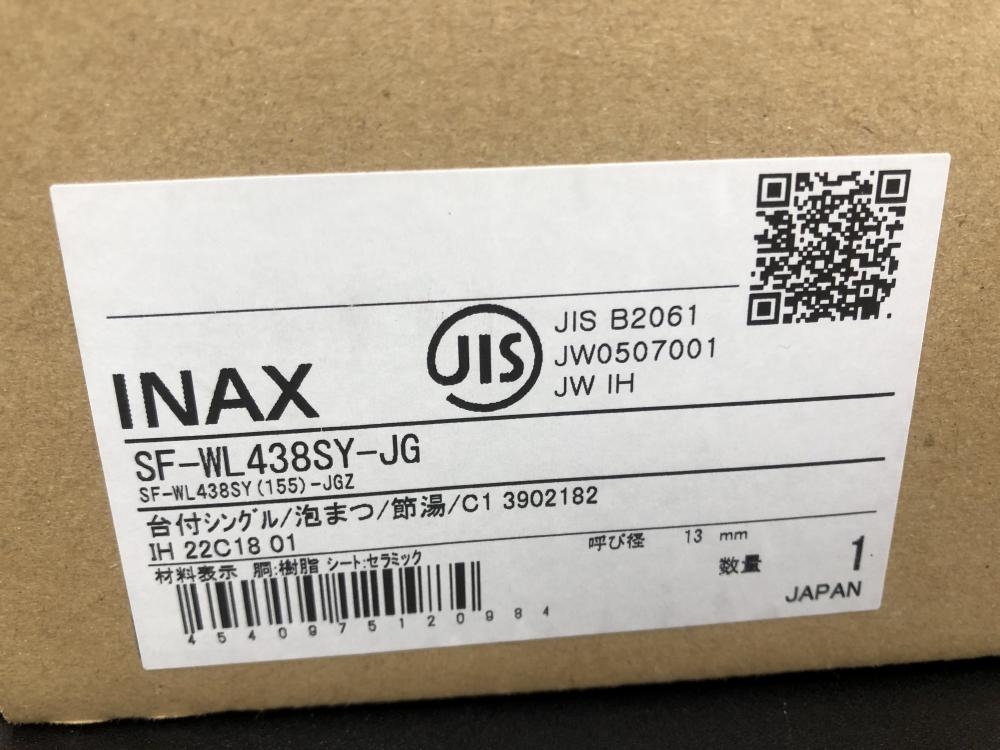 JIS B2061
JIS
JW0507001
JW IH
INAX
SF-WL438SY-JG
SF-WL438SY(155)-JGZ
台付シングル/泡まつ/節湯/C1 3902182
IH 22C18 01
呼び径 13 mm
材料表示 胴:樹脂 シート:セラミック
数量 1
4540975120984
JAPAN